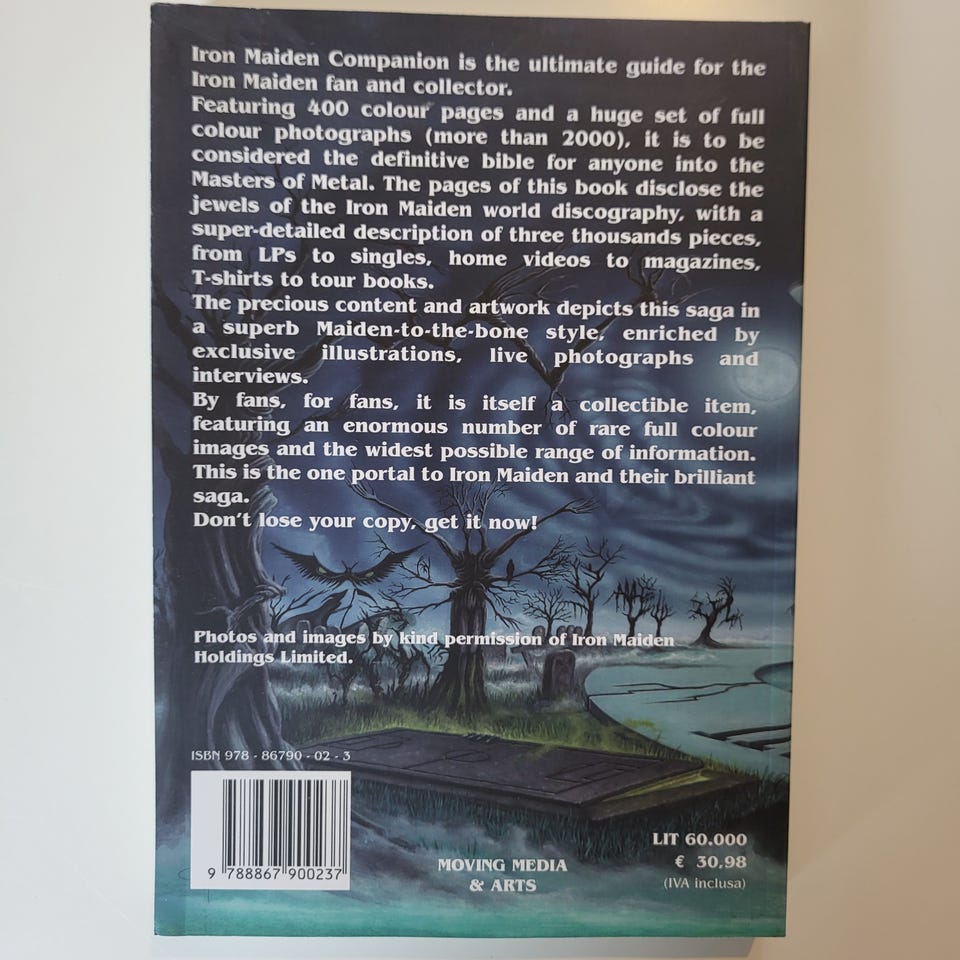 Iron Maiden Companion is the ultimate guide for the
Iron Maiden fan and collector.
Featuring 400 colour pages and a huge set of full
colour photographs (more than 2000), it is to be
considered the definitive bible for anyone into the
Masters of Metal. The pages of this book disclose the
jewels of the Iron Maiden world discography, with a
super-detailed description of three thousands pieces,
from LPs to singles, home videos to magazines,
T-shirts to tour books.
The precious content and artwork depicts this saga in
a superb Maiden-to-the-bone style, enriched by
exclusive illustrations, live photographs and
interviews.
By fans, for fans, it is itself a collectible item,
featuring an enormous number of rare full colour
images and the widest possible range of information.
This is the one portal to Iron Maiden and their brilliant
saga.
Don't lose your copy, get it now!
Photos and images by kind permission of Iron Maiden
Holdings Limited.
ISBN 978 - 86790 - 02 - 3
9 788867 900237
MOVING MEDIA
& ARTS
LIT 60.000
€ 30,98
(IVA inclusa)